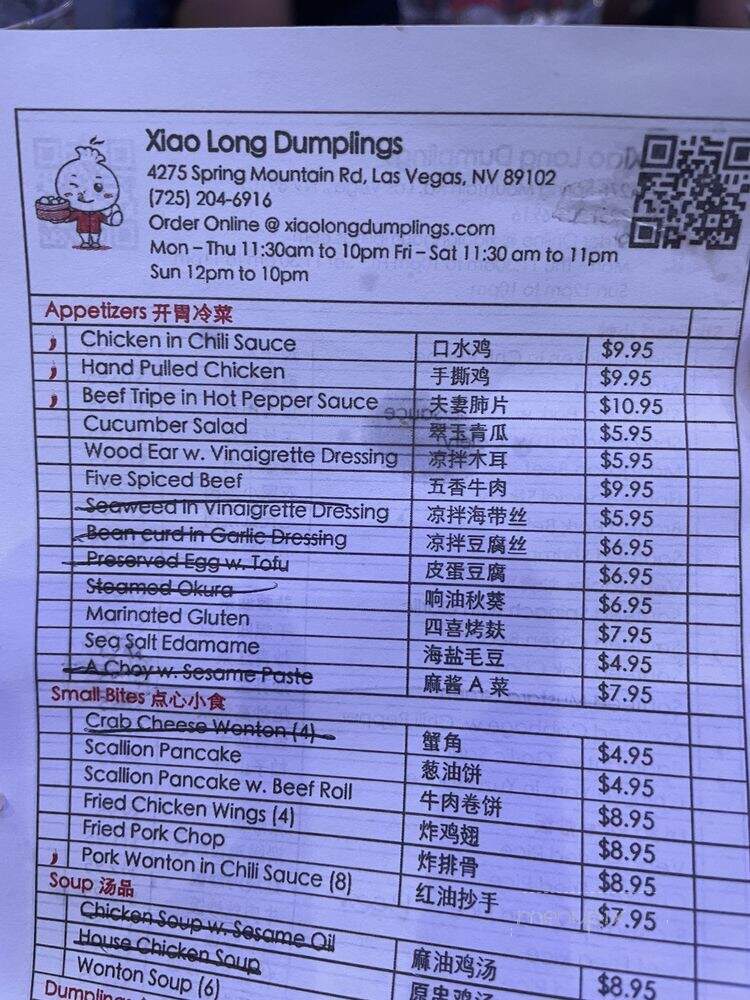 Xiao Long Dumplings
4275 Spring Mountain Rd, Las Vegas, NV 89102
(725) 204-6916
Order Online @ xiaolongdumplings.com
Mon – Thu 11:30am to 10pm Fri – Sat 11:30 am to 11pm
Sun 12pm to 10pm
Appetizers 开胃冷菜
Chicken in Chili Sauce 口水鸡 $9.95
Hand Pulled Chicken 手撕鸡 $9.95
Beef Tripe in Hot Pepper Sauce 夫妻肺片 $10.95
Cucumber Salad 翠玉青瓜 $5.95
Wood Ear w. Vinaigrette Dressing 凉拌木耳 $5.95
Five Spiced Beef 五香牛肉 $9.95
Seaweed in Vinaigrette Dressing 凉拌海带丝 $5.95
Bean curd in Garlic Dressing 凉拌豆腐丝 $6.95
Preserved Egg w. Tofu 皮蛋豆腐 $6.95
Steamed Okura 响油秋葵 $6.95
Marinated Gluten 四喜烤麸 $7.95
Sea Salt Edamame 海盐毛豆 $4.95
A Choy w. Sesame Paste 麻酱 A 菜 $7.95
Small Bites 点心小食
Crab Cheese Wonton (4) 蟹角 $4.95
Scallion Pancake 葱油饼 $4.95
Scallion Pancake w. Beef Roll 牛肉卷饼 $8.95
Fried Chicken Wings (4) 炸鸡翅 $8.95
Fried Pork Chop 炸排骨 $8.95
Pork Wonton in Chili Sauce (8) 红油抄手 $7.95
Soup 汤品
Chicken Soup w. Sesame Oil 麻油鸡汤 $8.95
House Chicken Soup
Wonton Soup (6)